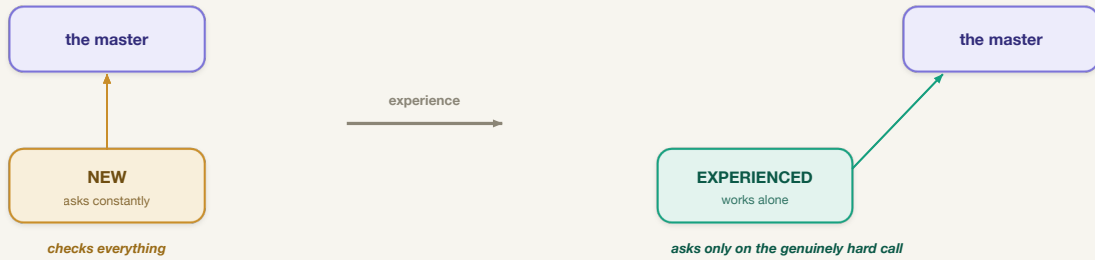 the master
NEW
asks constantly
checks everything
experience
the master
EXPERIENCED
works alone
asks only on the genuinely hard call